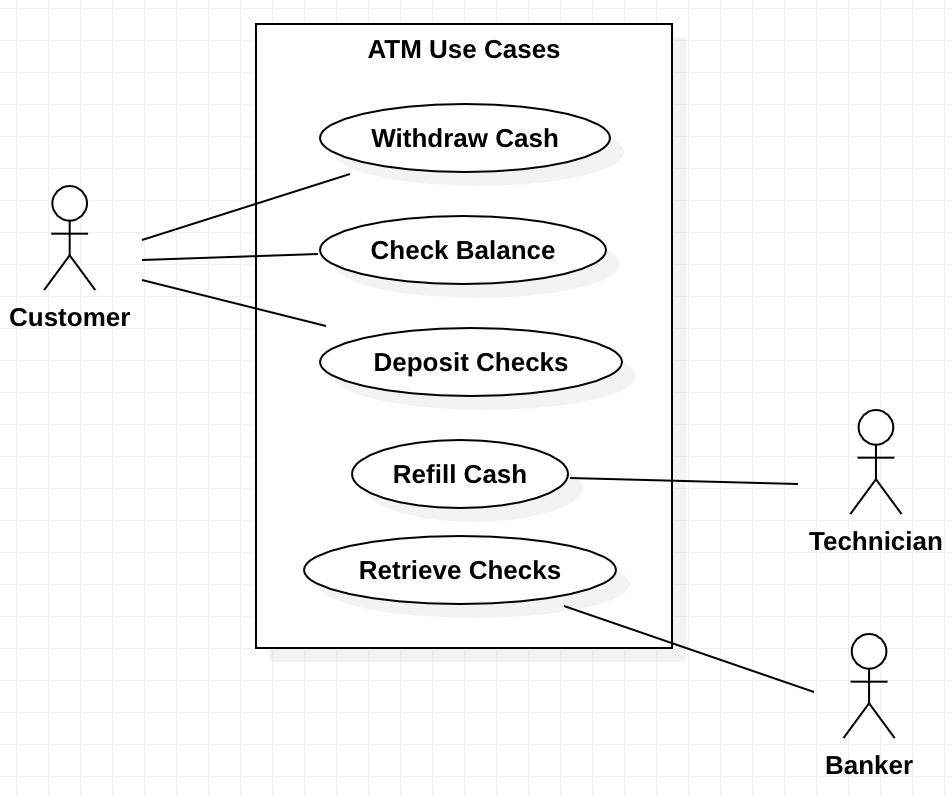 ATM Use Cases
Withdraw Cash
Check Balance
Customer
Deposit Checks
Refill Cash
Technician
Retrieve Checks
Banker